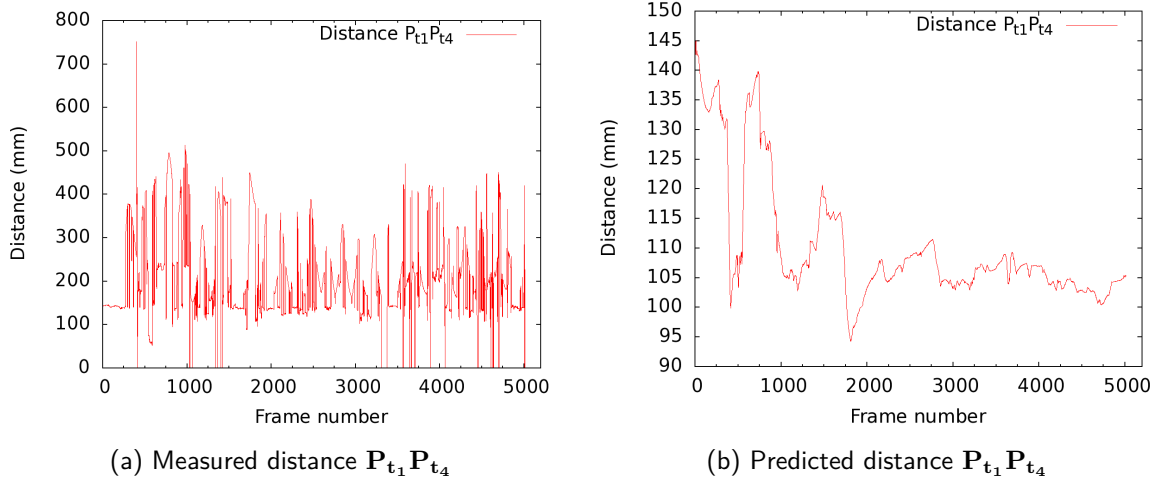 Distance Pt1Pt4
800
700
600
500
400
300
200
100
0
0 1000 2000 3000 4000 5000
Distance (mm)
Frame number
(a) Measured distance Pt1Pt4
Distance Pt1Pt4
150
145
140
135
130
125
120
115
110
105
100
95
90
0 1000 2000 3000 4000 5000
Distance (mm)
Frame number
(b) Predicted distance Pt1Pt4